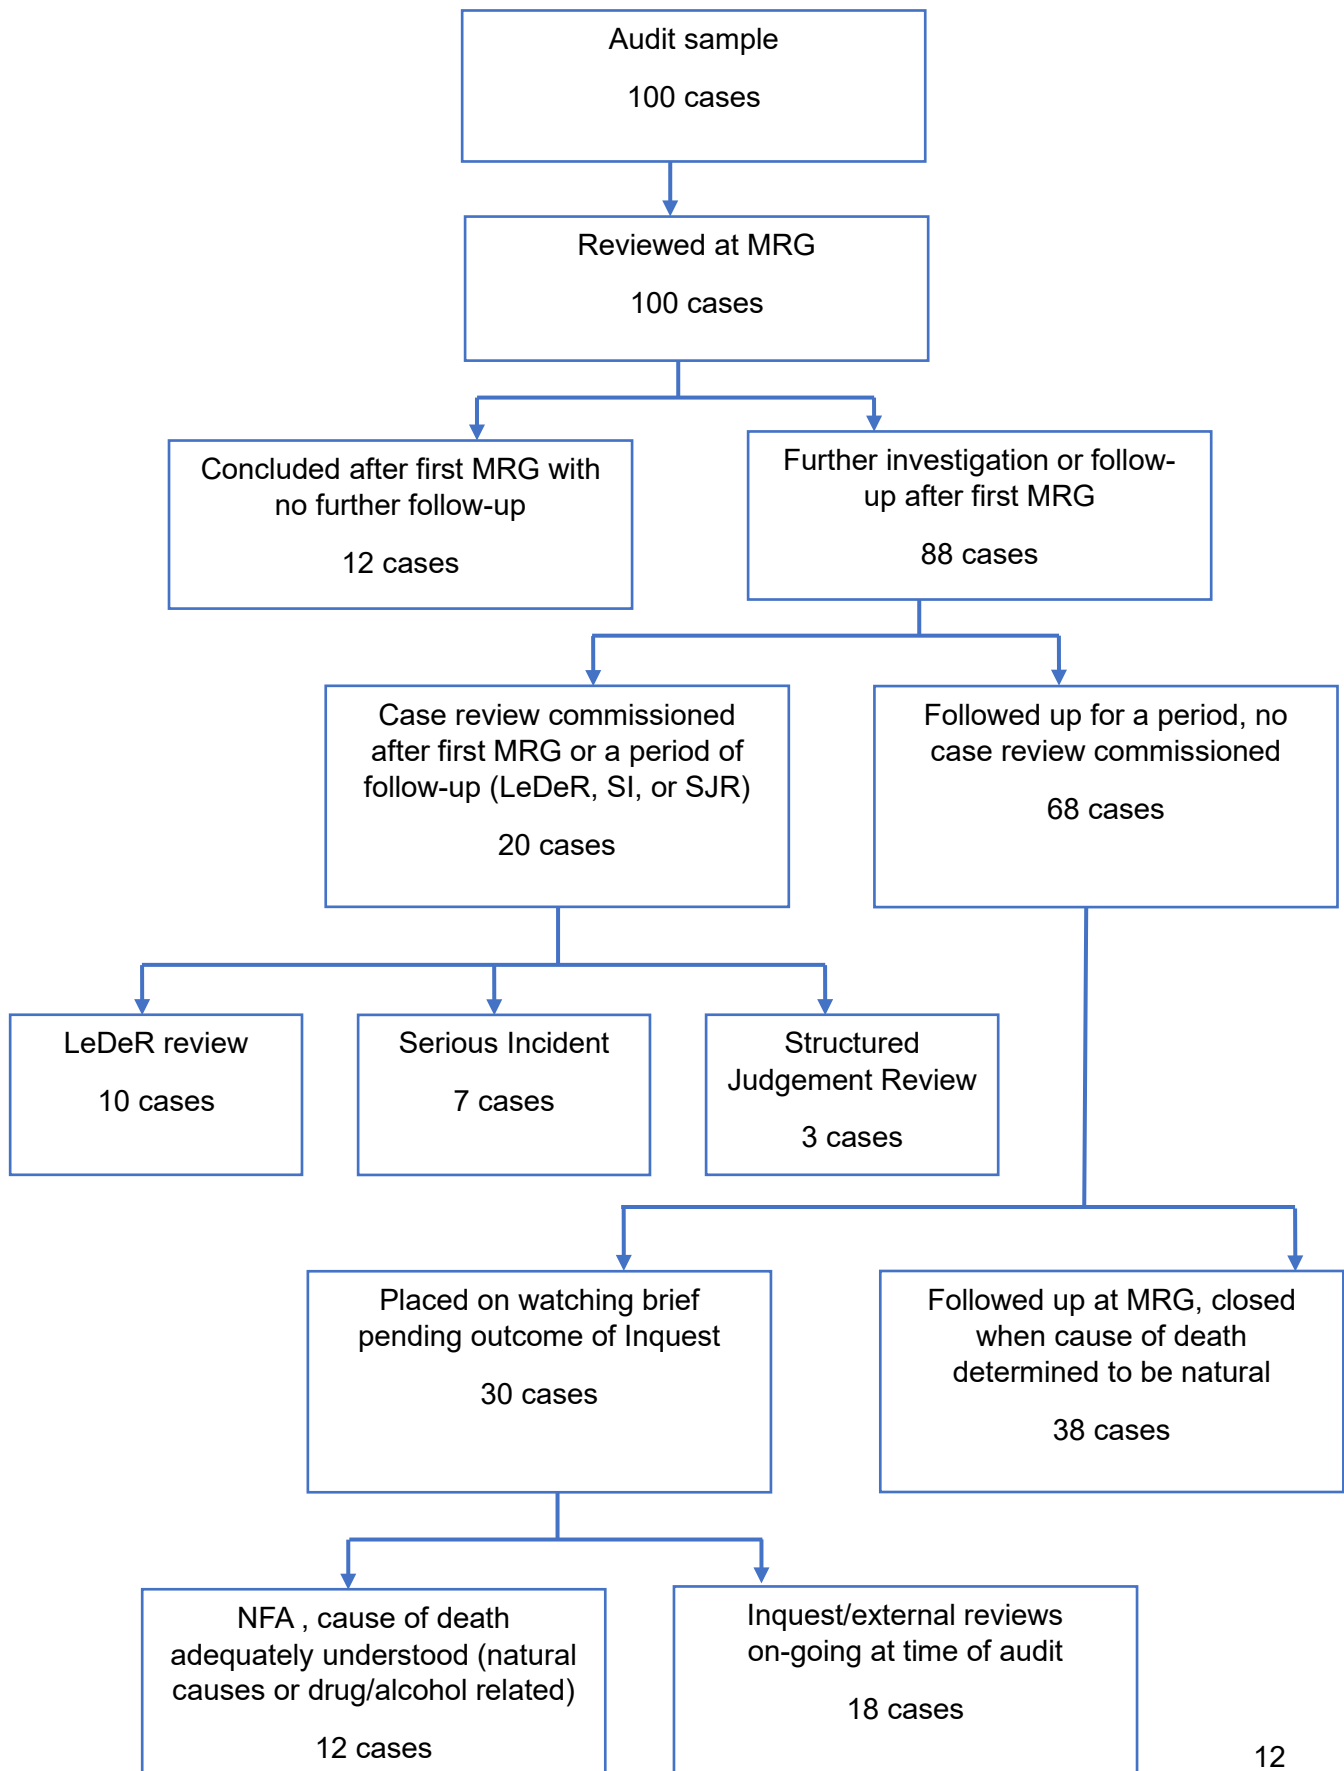 Audit sample
100 cases
Reviewed at MRG
100 cases
Concluded after first MRG with
no further follow-up
12 cases
Further investigation or follow-
up after first MRG
88 cases
Case review commissioned
after first MRG or a period of
follow-up (LeDeR, SI, or SJR)
20 cases
Followed up for a period, no
case review commissioned
68 cases
LeDeR review
10 cases
Serious Incident
7 cases
Structured
Judgement Review
3 cases
Placed on watching brief
pending outcome of Inquest
30 cases
Followed up at MRG, closed
when cause of death
determined to be natural
38 cases
NFA , cause of death
adequately understood (natural
causes or drug/alcohol related)
12 cases
Inquest/external reviews
on-going at time of audit
18 cases
12